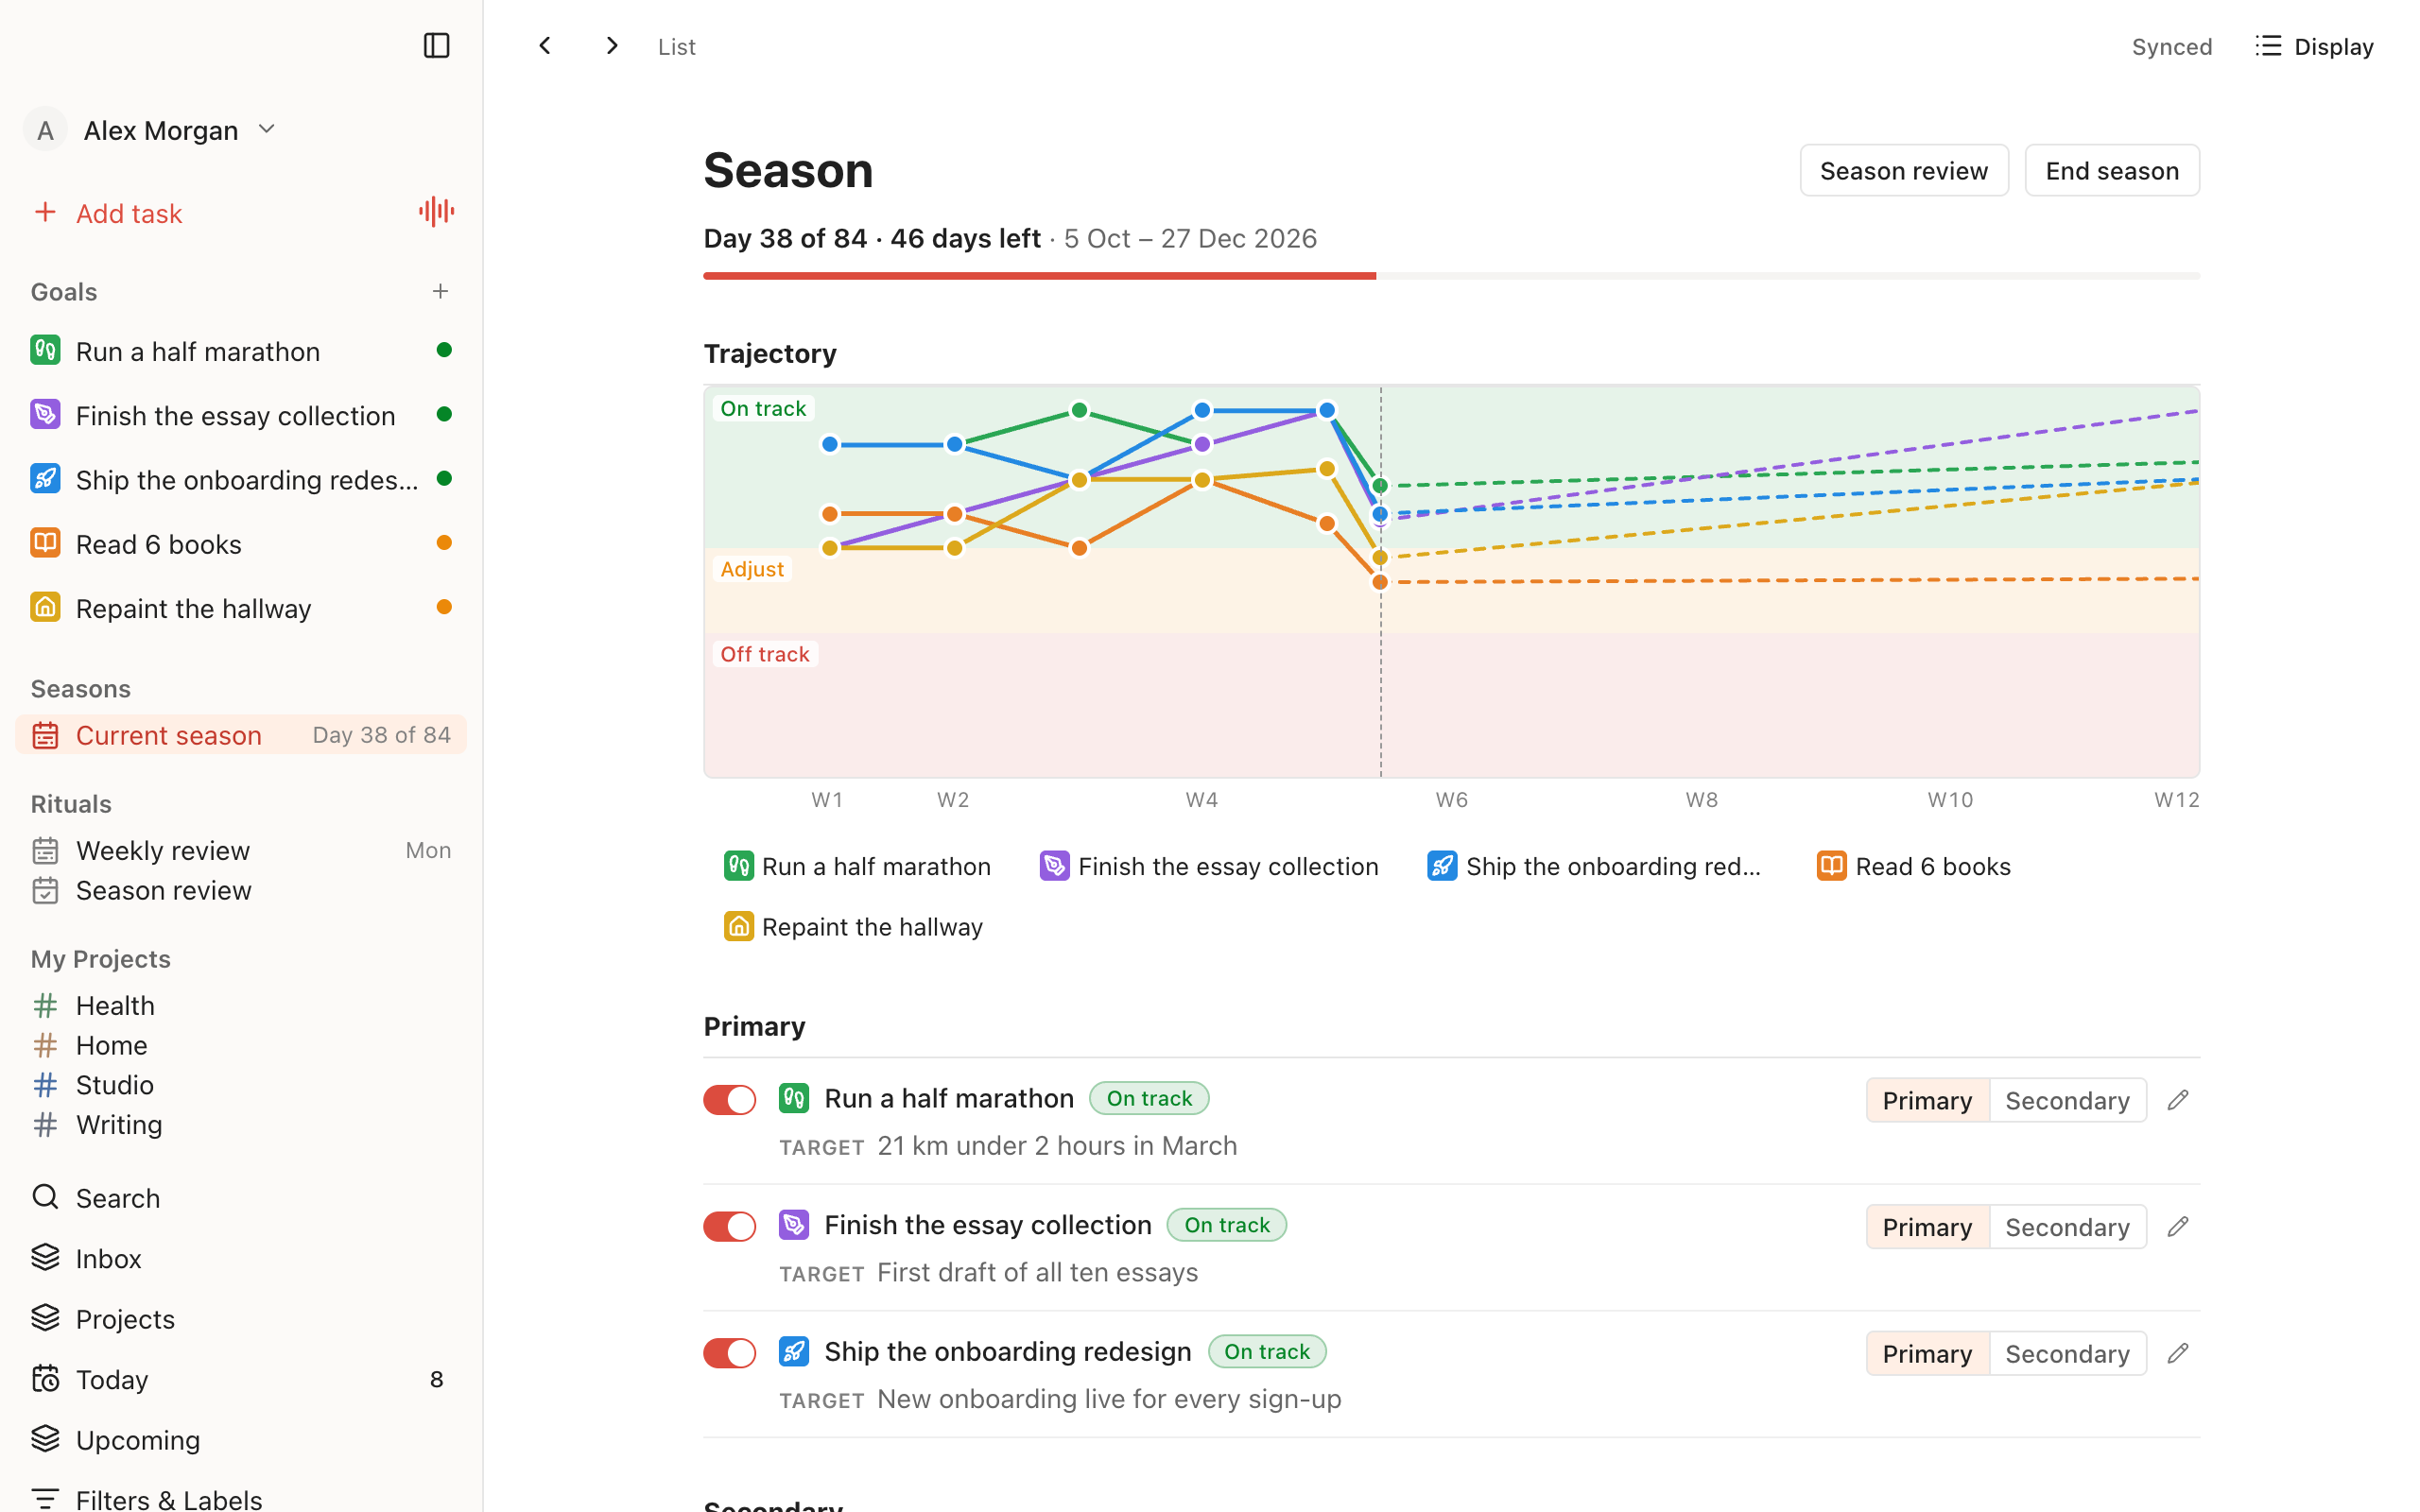 List
Synced
Display
A
Alex Morgan
Add task
Goals
Run a half marathon
Finish the essay collection
Ship the onboarding redes...
Read 6 books
Repaint the hallway
Seasons
Current season Day 38 of 84
Rituals
Weekly review Mon
Season review
My Projects
Health
Home
Studio
Writing
Search
Inbox
Projects
Today 8
Upcoming
Filters & Labels
Season
Season review
End season
Day 38 of 84 · 46 days left · 5 Oct – 27 Dec 2026
Trajectory
On track
Adjust
Off track
W1 W2 W4 W6 W8 W10 W12
Run a half marathon Finish the essay collection Ship the onboarding red... Read 6 books
Repaint the hallway
Primary
Run a half marathon On track Primary Secondary
TARGET 21 km under 2 hours in March
Finish the essay collection On track Primary Secondary
TARGET First draft of all ten essays
Ship the onboarding redesign On track Primary Secondary
TARGET New onboarding live for every sign-up
Secondary